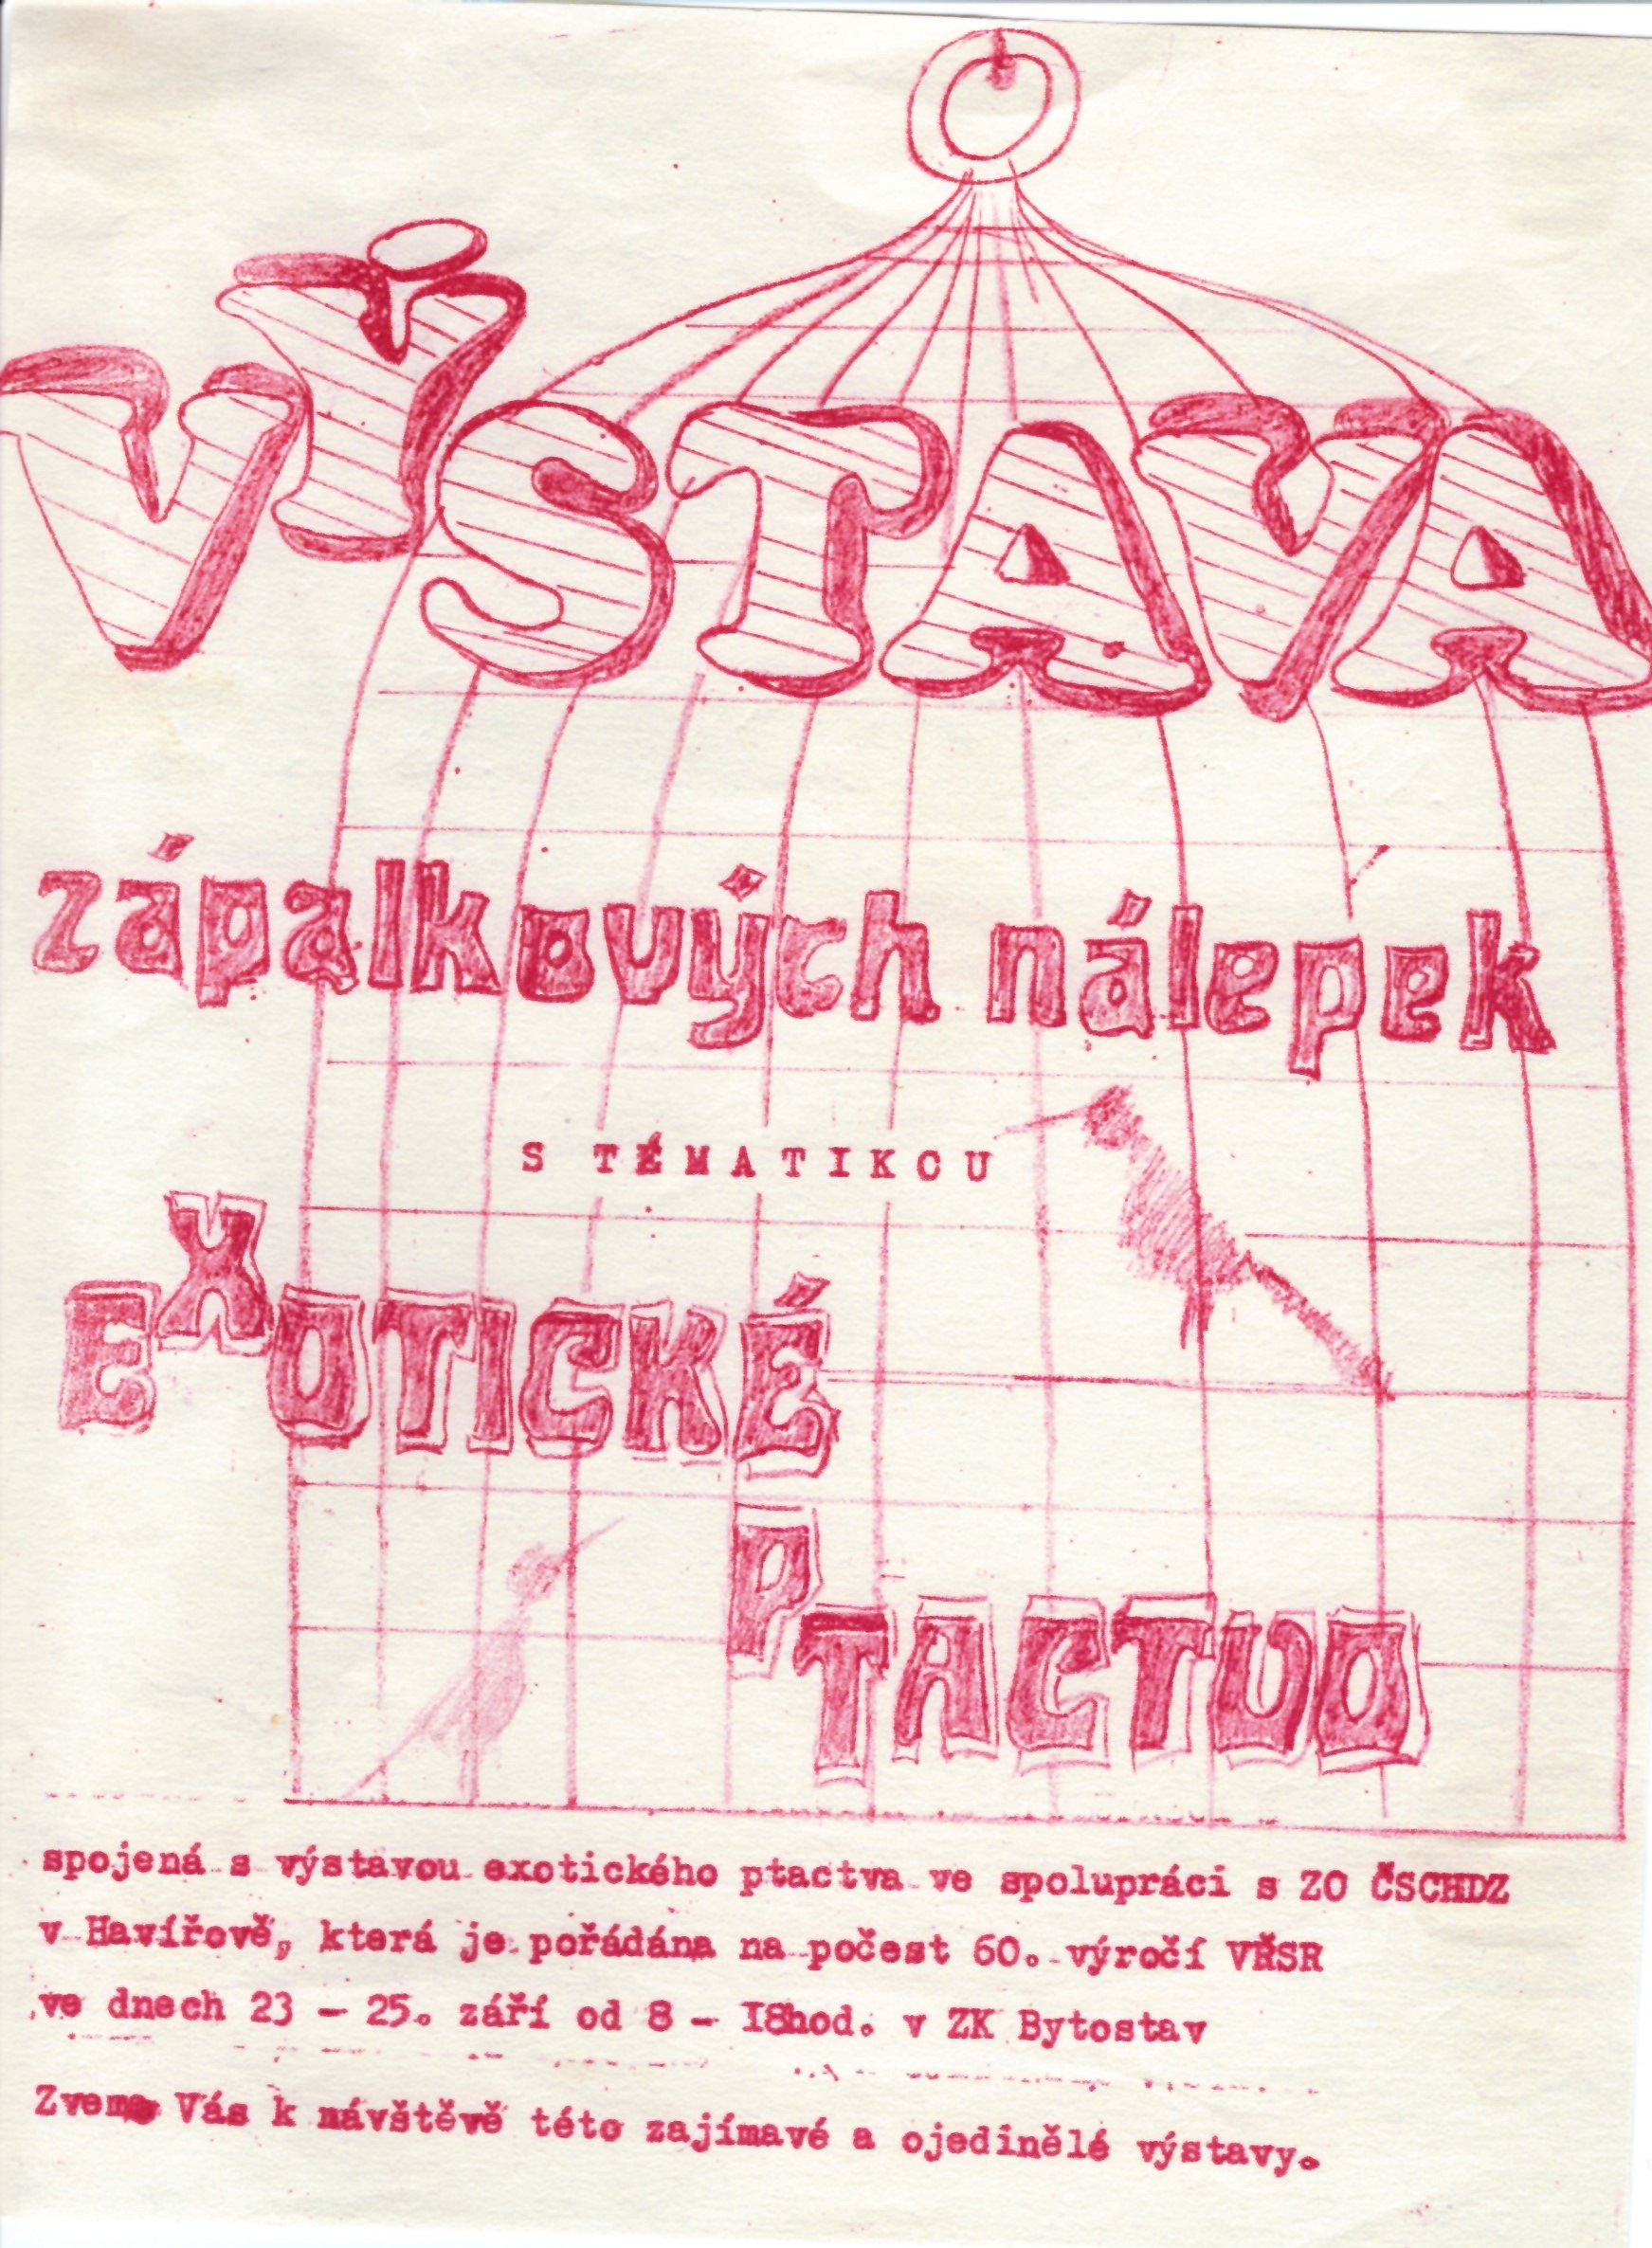 VÝSTAVA
zápalkových nálepek
S TÉMATIKOU
EXOTICKÉ
PTACTVO
spojená s výstavou exotického ptactva ve spolupráci s ZO ČSCHDZ
v Havířově, která je pořádána na počest 60. výročí VŘSR
ve dnech 23 - 25. září od 8 - 18hod. v ZK Bytostav
Zveme Vás k návštěvě této zajímavé a ojedinělé výstavy.